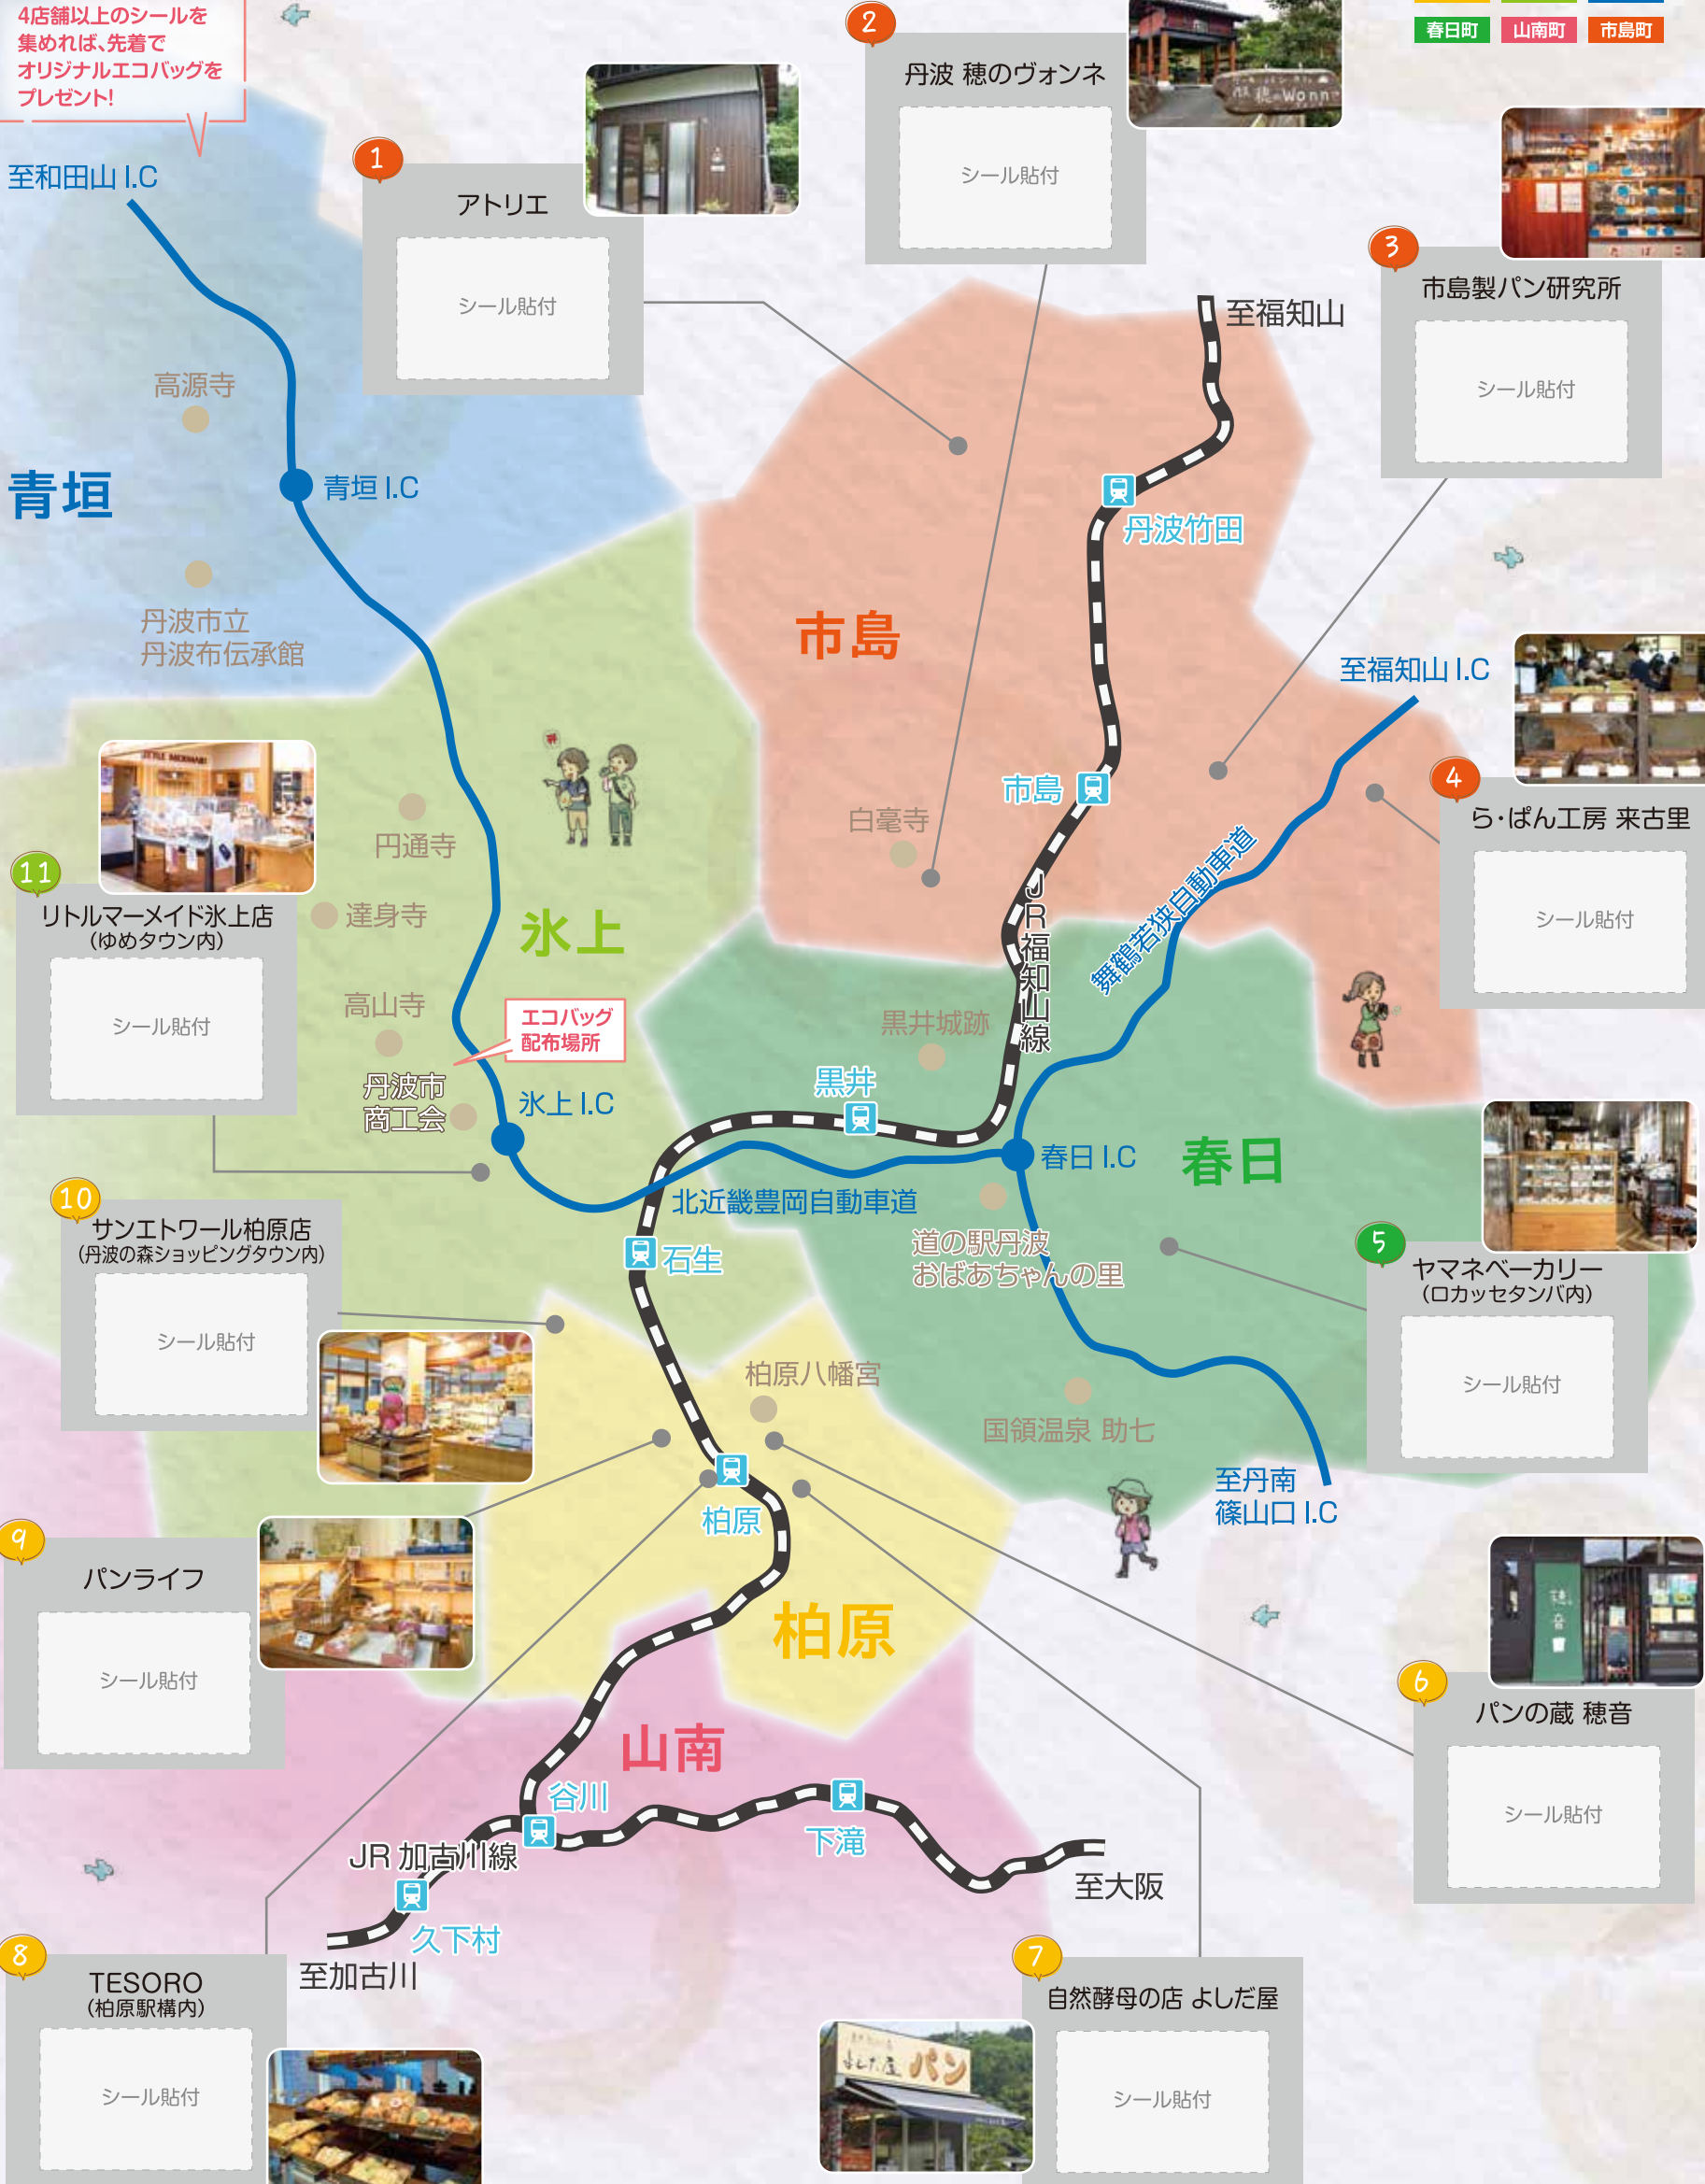 4店舗以上のシールを
集めれば、先着で
オリジナルエコバッグを
プレゼント!
春日町
山南町
市島町
至和田山 I.C
1
アトリエ
シール貼付
2
丹波 穂のヴォンネ
シール貼付
3
市島製パン研究所
シール貼付
至福知山
高源寺
青垣
青垣 I.C
丹波市立
丹波布伝承館
丹波竹田
市島
至福知山 I.C
4
ら・ぱん工房 来古里
シール貼付
市島
白毫寺
JR福知山線
舞鶴若狭自動車道
円通寺
達身寺
氷上
高山寺
エコバッグ
配布場所
丹波市
商工会
氷上 I.C
11
リトルマーメイド氷上店
(ゆめタウン内)
シール貼付
黒井城跡
黒井
春日 I.C
春日
北近畿豊岡自動車道
石生
道の駅丹波
おばあちゃんの里
5
ヤマネベーカリー
(ロカッセタンバ内)
シール貼付
10
サンエトワール柏原店
(丹波の森ショッピングタウン内)
シール貼付
柏原八幡宮
国領温泉 助七
至丹南
篠山口 I.C
柏原
9
パンライフ
シール貼付
柏原
6
パンの蔵 穂音
シール貼付
穂音
山南
谷川
下滝
JR 加古川線
久下村
至加古川
至大阪
8
TESORO
(柏原駅構内)
シール貼付
7
自然酵母の店 よしだ屋
シール貼付
よしだ屋 パン